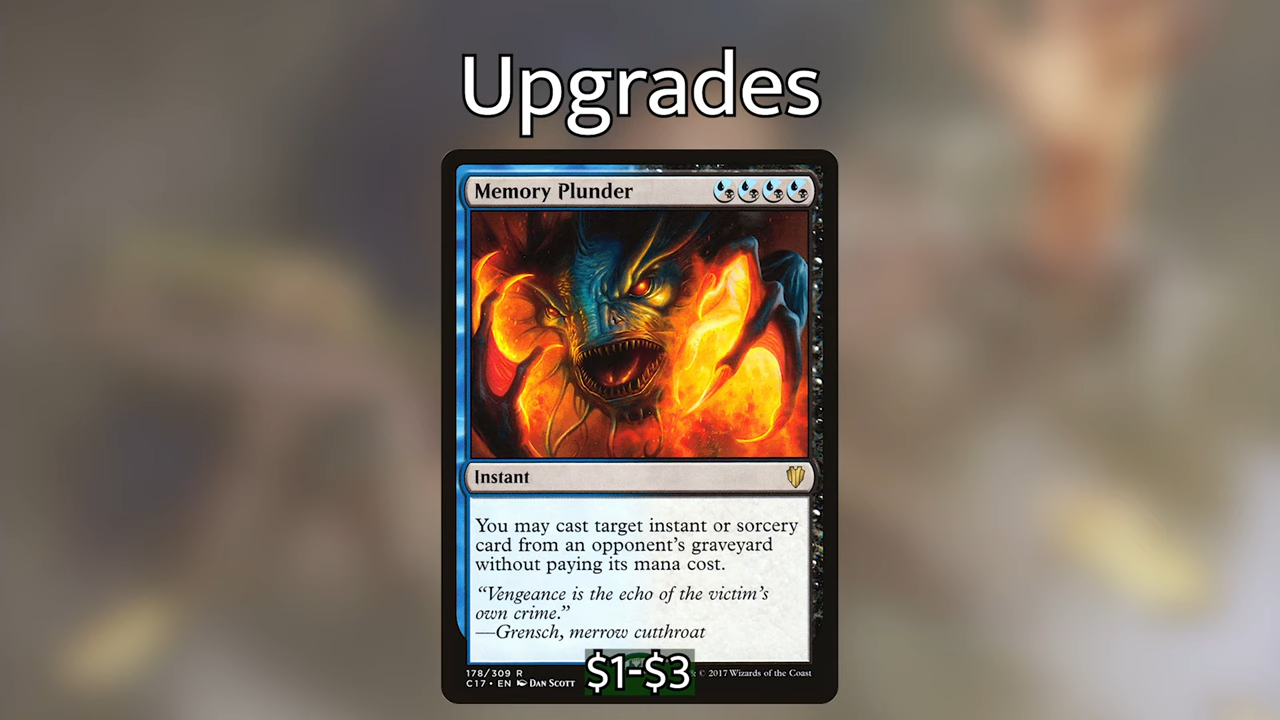 Upgrades
Memory Plunder
Instant
You may cast target instant or sorcery
card from an opponent's graveyard
without paying its mana cost.
“Vengeance is the echo of the victim's
own crime.”
—Grensch, merrow cutthroat
178/309 R
C17 • EN DAN SCOTT
$1-$3
© 2017 Wizards of the Coast